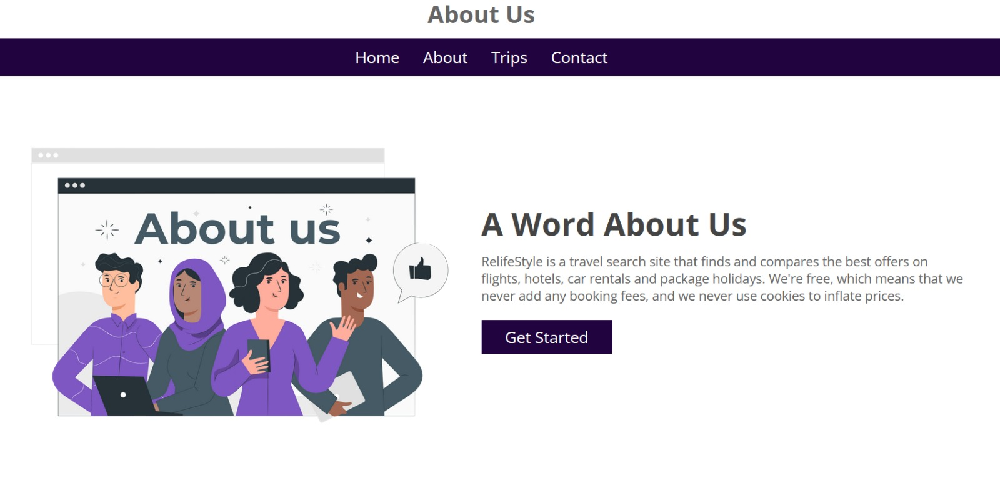 About Us
Home About Trips Contact
About us
A Word About Us
RelifeStyle is a travel search site that finds and compares the best offers on
flights, hotels, car rentals and package holidays. We're free, which means that we
never add any booking fees, and we never use cookies to inflate prices.
Get Started